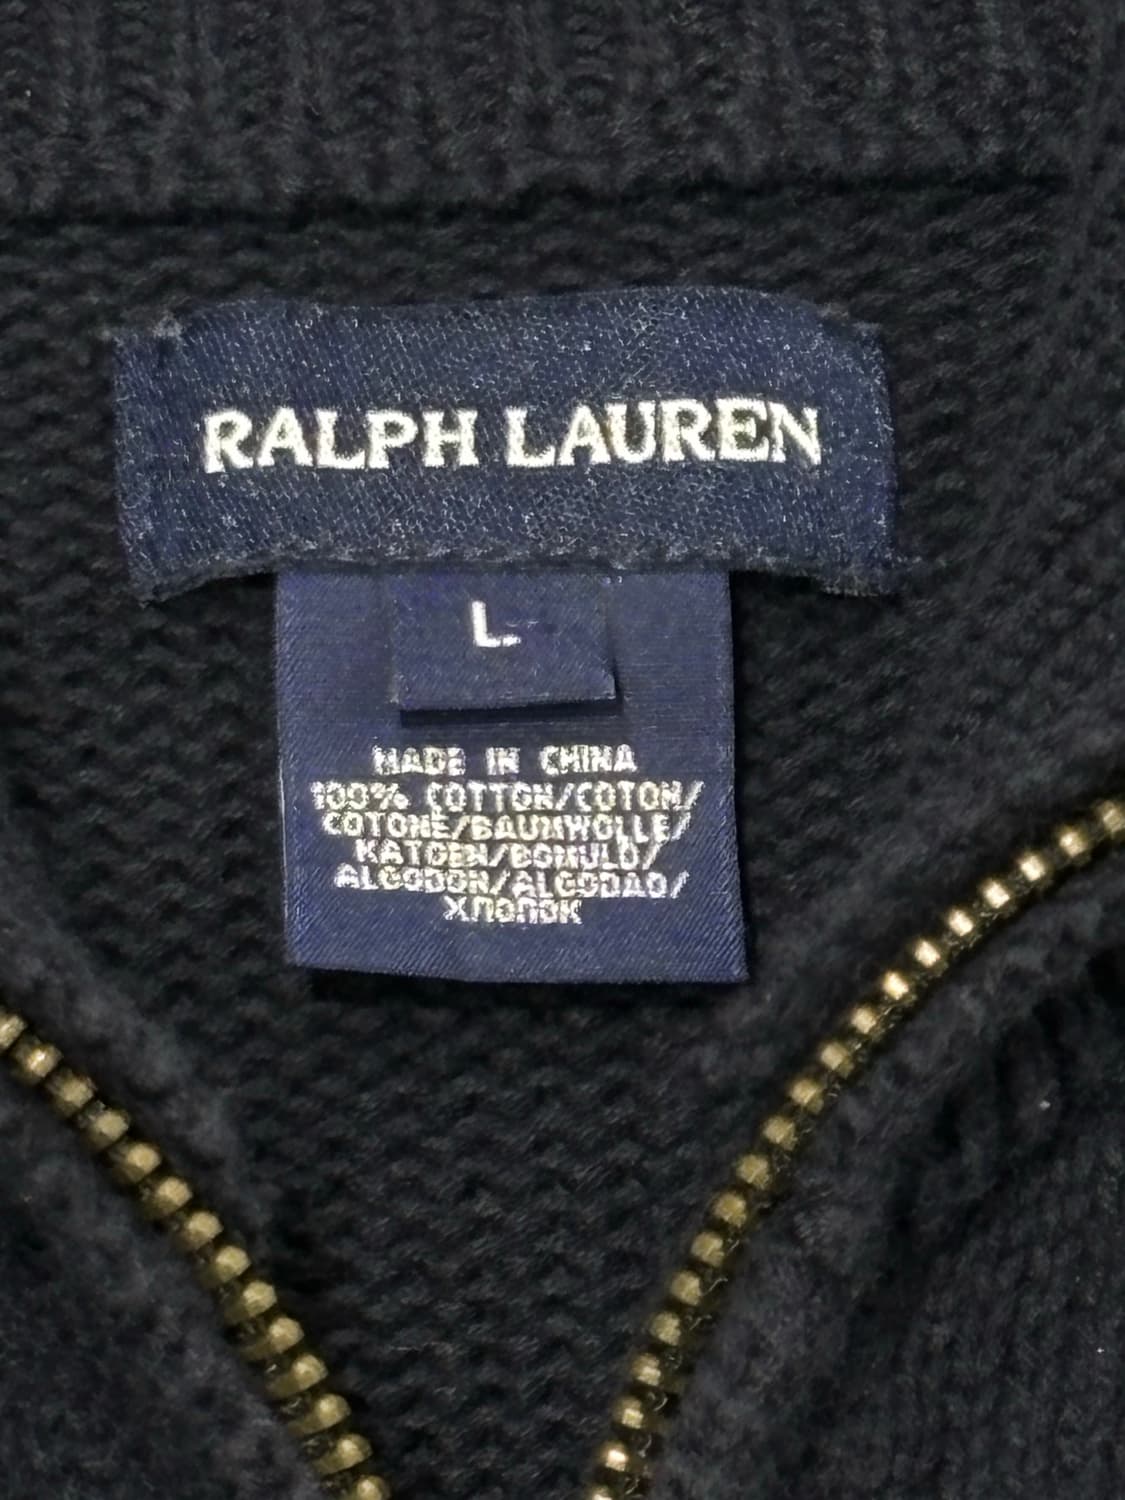 RALPH LAUREN
L
MADE IN CHINA
100% COTTON/COTON/
COTONE/BAUMWOLLE/
KATOEN/BOMULD/
ALGODON/ALGODAO/
ХЛОПОК